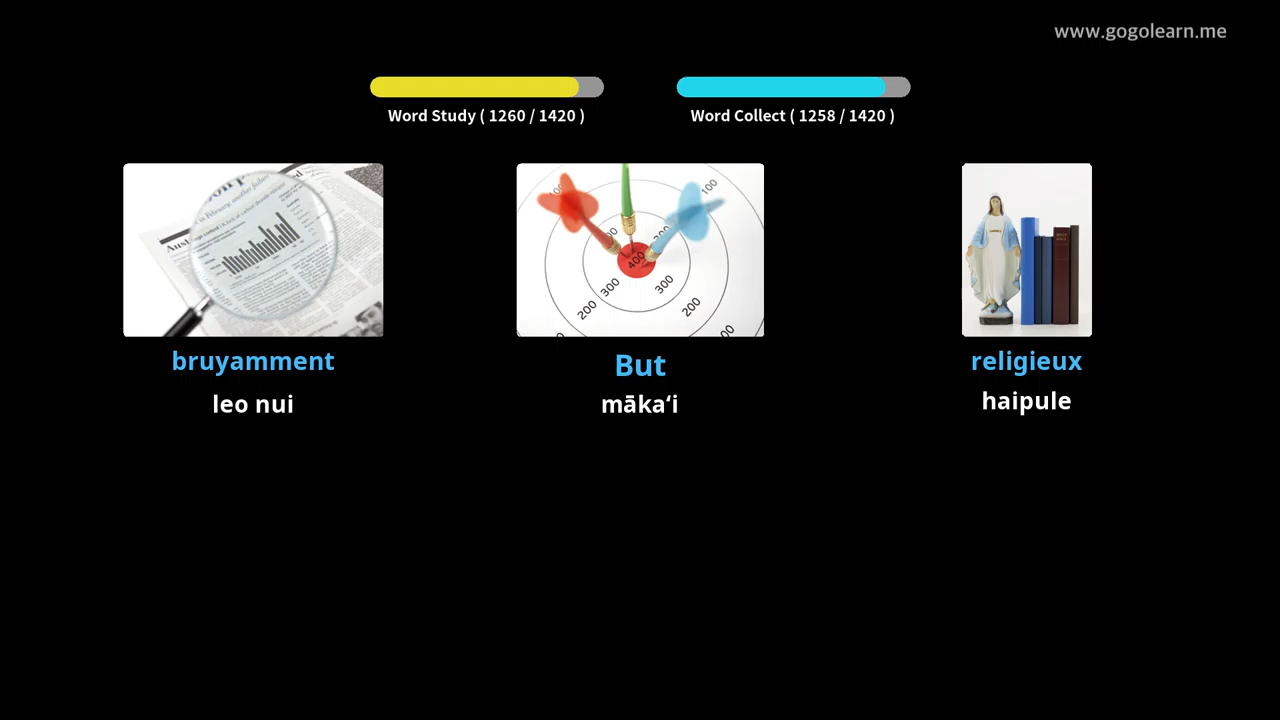 www.gogolearn.me
Word Study ( 1260 / 1420 )
Word Collect ( 1258 / 1420 )
100
100
400
300
300
200
200
bruyamment
But
religieux
leo nui
mākaʻi
haipule